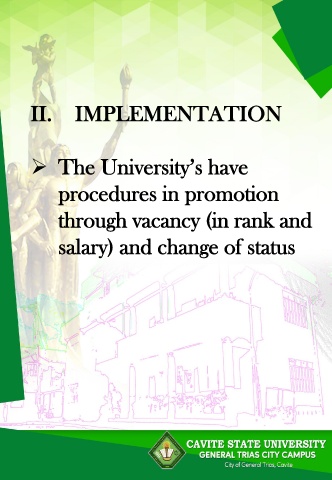 II. IMPLEMENTATION
➢ The University's have
procedures in promotion
through vacancy (in rank and
salary) and change of status
CAVITE STATE UNIVERSITY
GENERAL TRIAS CITY CAMPUS
City of General Trias, Cavite